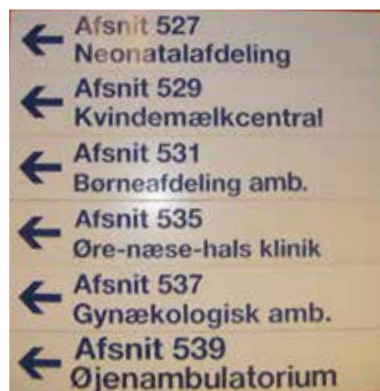 Afsnit 527
Neonatalafdeling
Afsnit 529
Kvindemælkcentral
Afsnit 531
Børneafdeling amb.
Afsnit 535
Øre-næse-hals klinik
Afsnit 537
Gynækologisk amb.
Afsnit 539
Øjenambulatorium